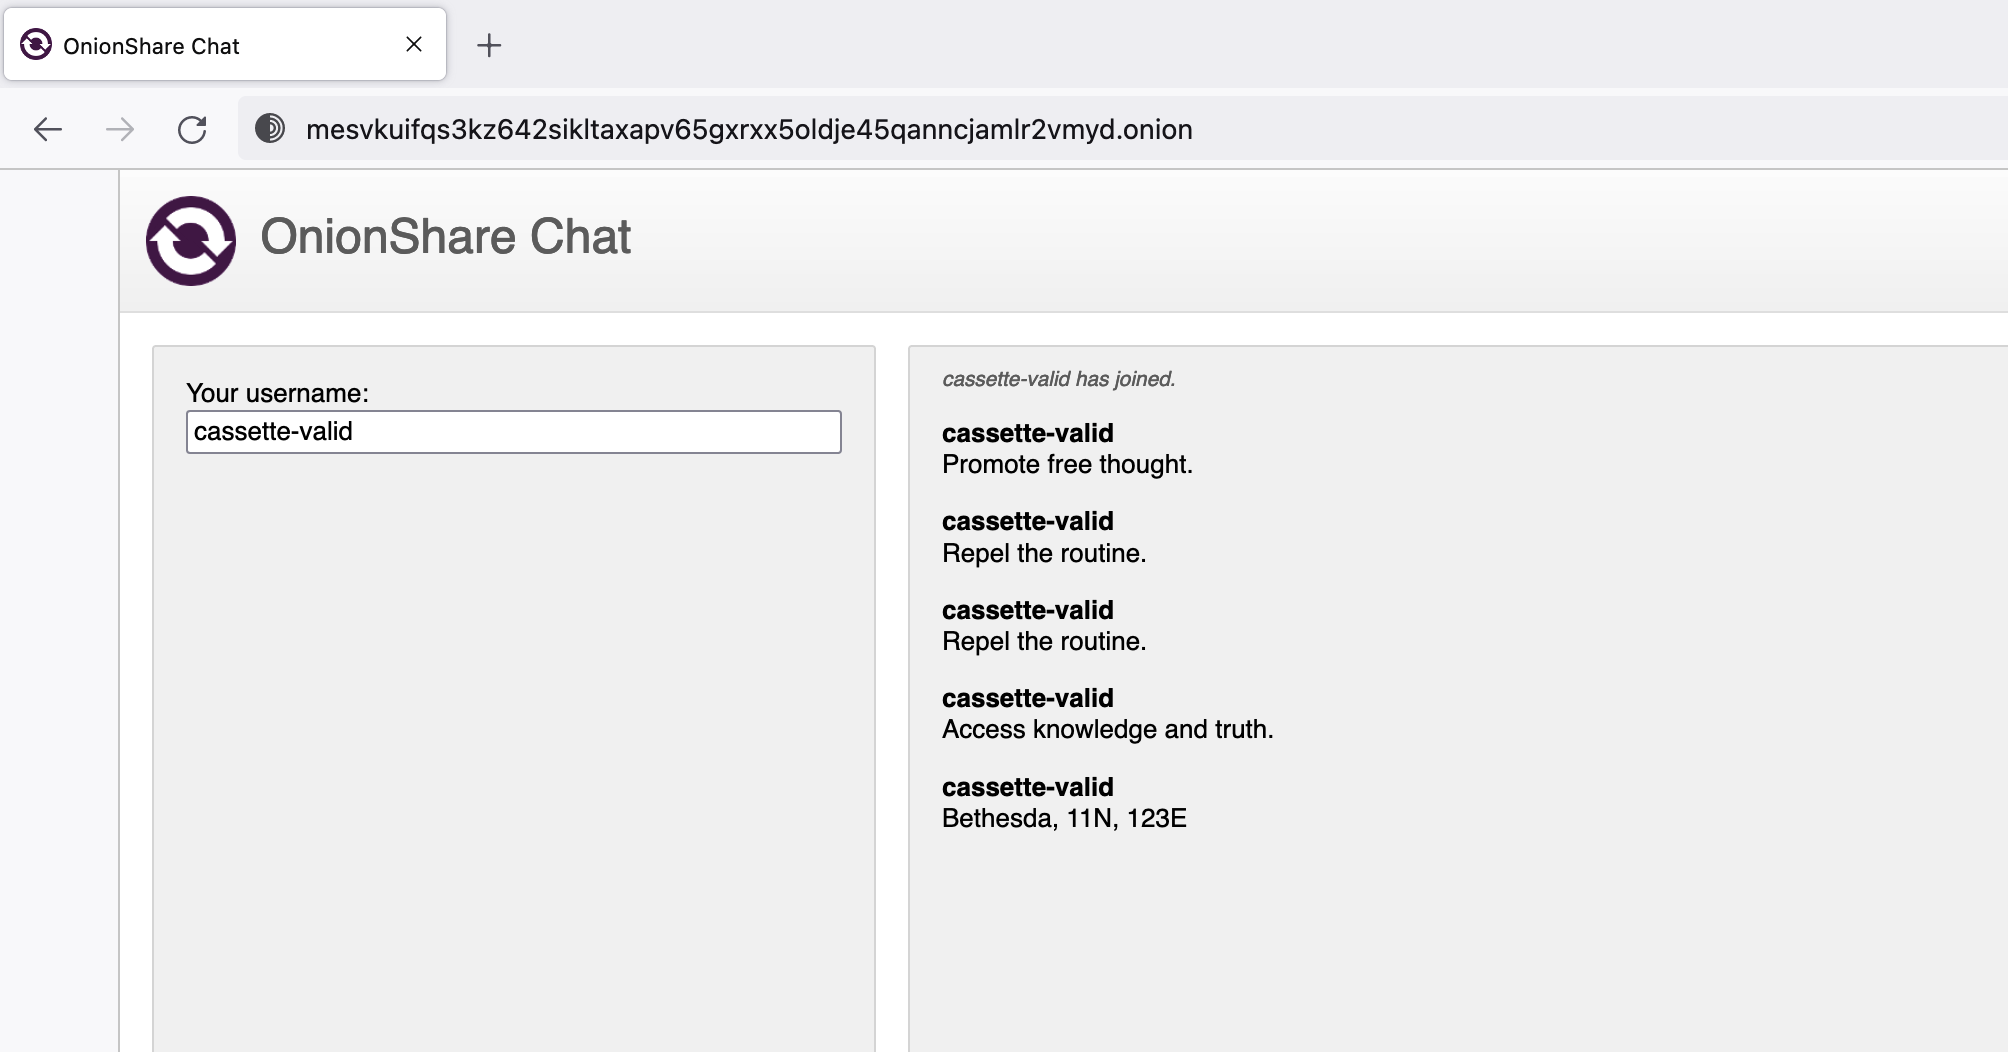 OnionShare Chat
mesvkuifqs3kz642sikltaxapv65gxrxx5oldje45qanncjamlr2vmyd.onion
OnionShare Chat
Your username:
cassette-valid
cassette-valid has joined.
cassette-valid
Promote free thought.
cassette-valid
Repel the routine.
cassette-valid
Repel the routine.
cassette-valid
Access knowledge and truth.
cassette-valid
Bethesda, 11N, 123E